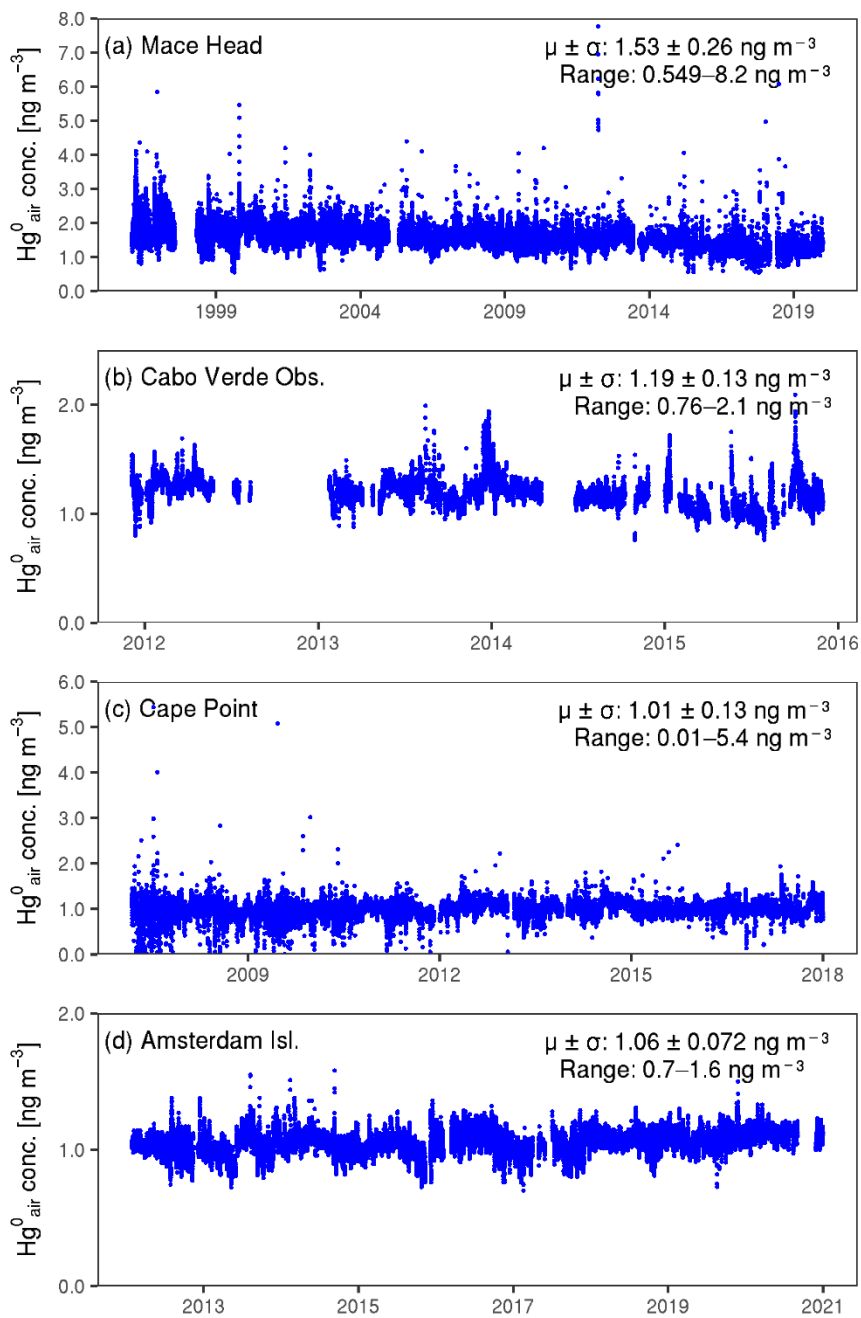 8.0
(a) Mace Head
μ ± σ: 1.53 ± 0.26 ng m⁻³
7.0
Range: 0.549–8.2 ng m⁻³
6.0
5.0
4.0
3.0
2.0
1.0
0.0
Hg⁰air conc. [ng m⁻³]
1999 2004 2009 2014 2019
(b) Cabo Verde Obs.
μ ± σ: 1.19 ± 0.13 ng m⁻³
2.0
Range: 0.76–2.1 ng m⁻³
1.0
0.0
Hg⁰air conc. [ng m⁻³]
2012 2013 2014 2015 2016
6.0
(c) Cape Point
μ ± σ: 1.01 ± 0.13 ng m⁻³
Range: 0.01–5.4 ng m⁻³
5.0
4.0
3.0
2.0
1.0
0.0
Hg⁰air conc. [ng m⁻³]
2009 2012 2015 2018
2.0
(d) Amsterdam Isl.
μ ± σ: 1.06 ± 0.072 ng m⁻³
Range: 0.7–1.6 ng m⁻³
1.0
0.0
Hg⁰air conc. [ng m⁻³]
2013 2015 2017 2019 2021